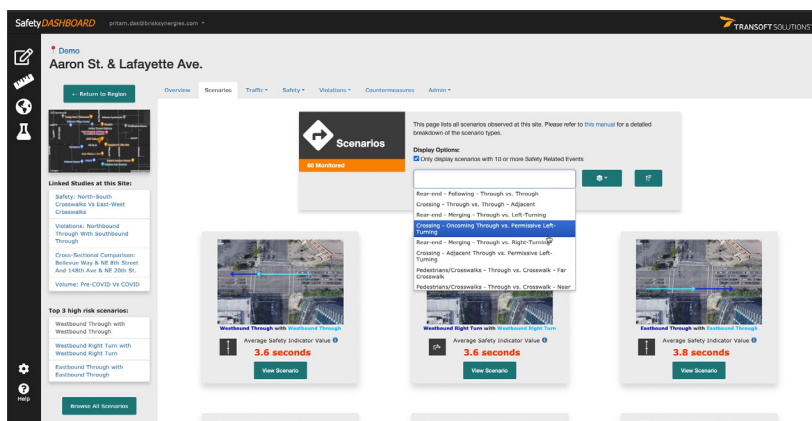 SafetyDASHBOARD pritam.das@brisksynergies.com
TRANSOFT SOLUTIONS
Demo
Aaron St. & Lafayette Ave.
← Return to Region
Overview Scenarios Traffic Safety Violations Countermeasures Admin
Scenarios
60 Monitored
This page lists all scenarios observed at this site. Please refer to this manual for a detailed
breakdown of the scenario types.
Display Options:
Only display scenarios with 10 or more Safety Related Events
Rear-end - Following - Through vs. Through
Crossing - Through vs. Through - Adjacent
Rear-end - Merging - Through vs. Left-Turning
Crossing - Oncoming Through vs. Permissive Left-
Turning
Rear-end - Merging - Through vs. Right-Turning
Crossing - Adjacent Through vs. Permissive Left-
Turning
Pedestrians/Crosswalks - Through vs. Crosswalk - Far
Crosswalk
Pedestrians/Crosswalks - Through vs. Crosswalk - Near
Linked Studies at this Site:
Safety: North-South
Crosswalks Vs East-West
Crosswalks
Violations: Northbound
Through With Southbound
Through
Cross-Sectional Comparison:
Bellevue Way & NE 8th Street
And 148th Ave & NE 20th St.
Volume: Pre-COVID Vs COVID
Top 3 high risk scenarios:
Westbound Through with
Westbound Through
Westbound Right Turn with
Westbound Right Turn
Eastbound Through with
Eastbound Through
Browse All Scenarios
Help
Westbound Through with Westbound Through
Average Safety Indicator Value
3.6 seconds
View Scenario
Westbound Right Turn with Westbound Right Turn
Average Safety Indicator Value
3.6 seconds
View Scenario
Eastbound Through with Eastbound Through
Average Safety Indicator Value
3.8 seconds
View Scenario